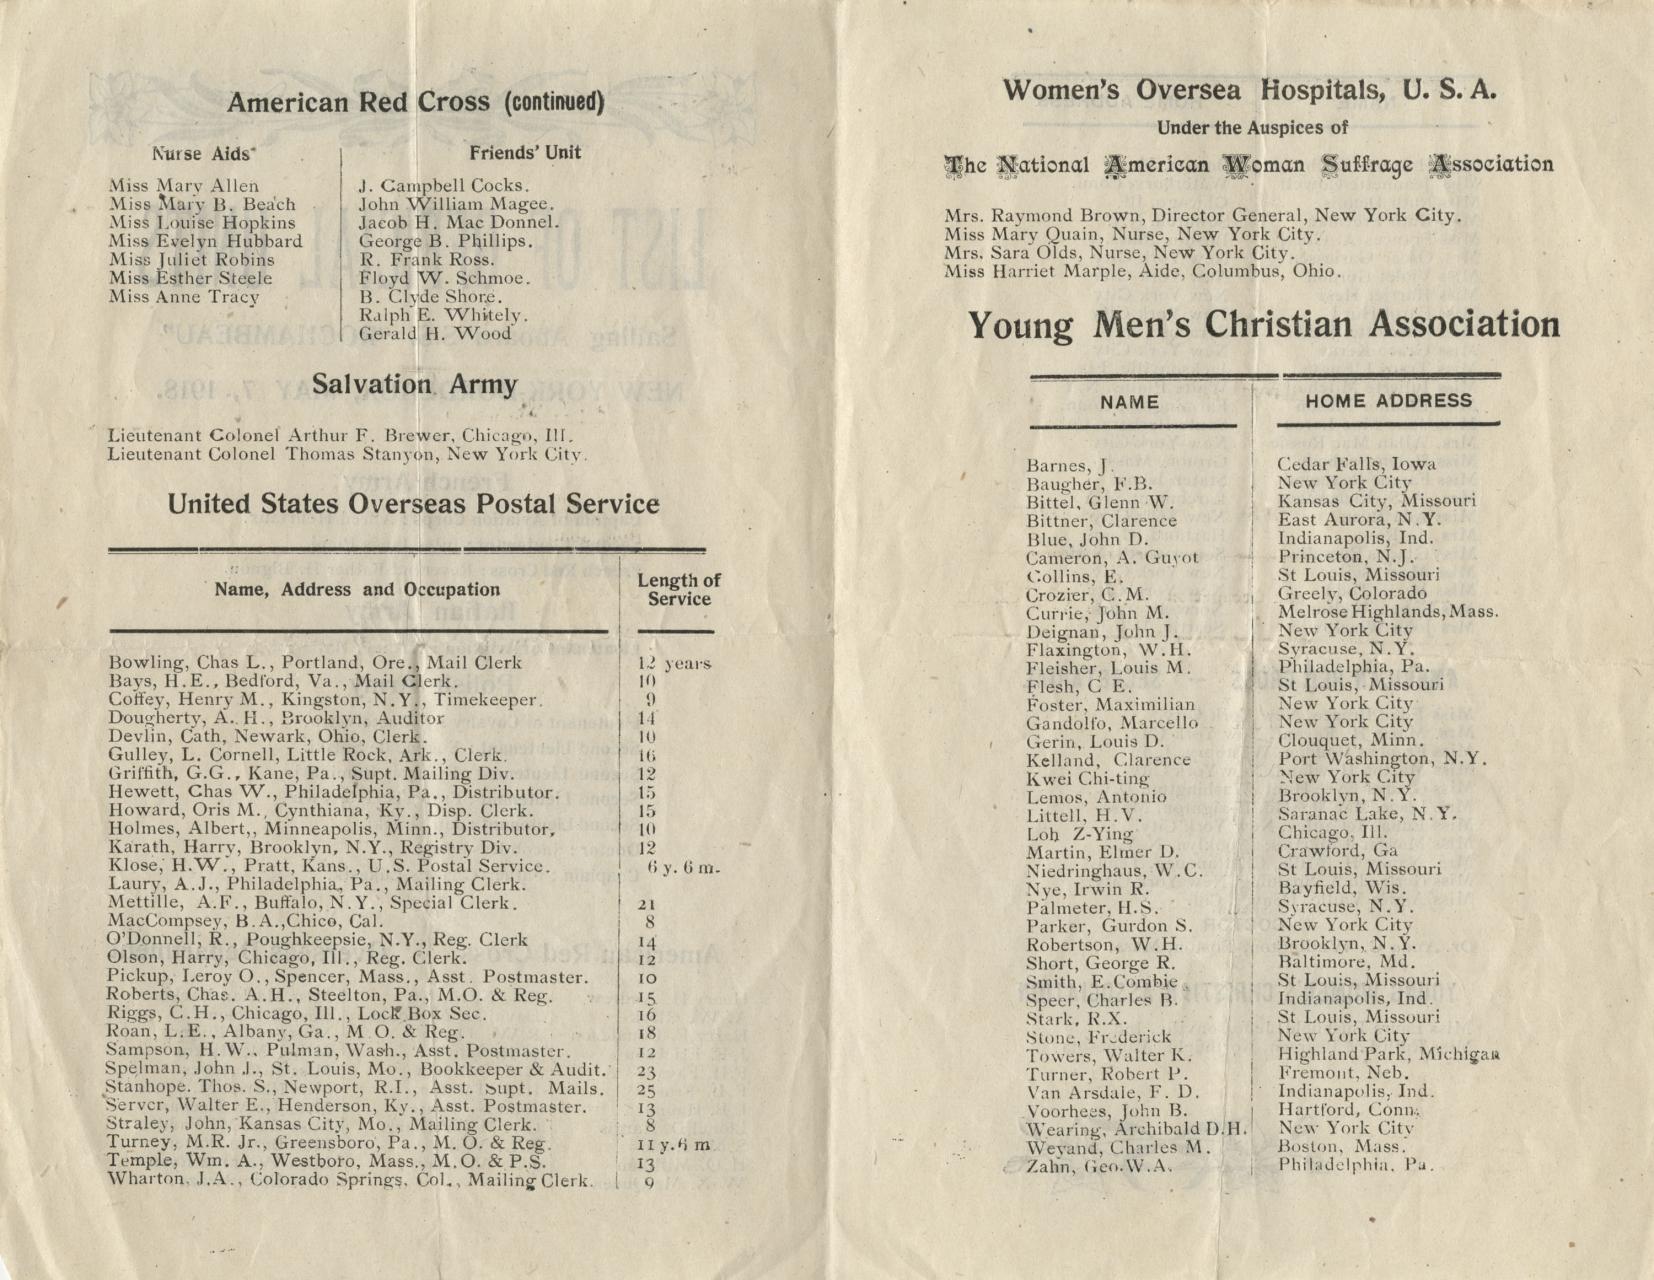 American Red Cross (continued)
Nurse Aids
Miss Mary Allen
Miss Mary B. Beach
Miss Louise Hopkins
Miss Evelyn Hubbard
Miss Juliet Robins
Miss Esther Steele
Miss Anne Tracy
Friends' Unit
J. Campbell Cocks.
John William Magee.
Jacob H. Mac Donnel.
George B. Phillips.
R. Frank Ross.
Floyd W. Schmoe.
B. Clyde Shore.
Ralph E. Whitely.
Gerald H. Wood
Salvation Army
Lieutenant Colonel Arthur F. Brewer, Chicago, Ill.
Lieutenant Colonel Thomas Stanyon, New York City.
United States Overseas Postal Service
Name, Address and Occupation
Length of
Service
Bowling, Chas L., Portland, Ore., Mail Clerk 12 years
Bays, H.E., Bedford, Va., Mail Clerk. 10
Coffey, Henry M., Kingston, N.Y., Timekeeper. 9
Dougherty, A. H., Brooklyn, Auditor 14
Devlin, Cath, Newark, Ohio, Clerk. 10
Gulley, L. Cornell, Little Rock, Ark., Clerk. 16
Griffith, G.G., Kane, Pa., Supt. Mailing Div. 12
Hewett, Chas W., Philadelphia, Pa., Distributor. 15
Howard, Oris M., Cynthiana, Ky., Disp. Clerk. 15
Holmes, Albert,, Minneapolis, Minn., Distributor, 10
Karath, Harry, Brooklyn, N.Y., Registry Div. 12
Klose, H.W., Pratt, Kans., U.S. Postal Service. 6 y. 6 m.
Laury, A.J., Philadelphia, Pa., Mailing Clerk.
Mettille, A.F., Buffalo, N.Y., Special Clerk. 21
MacCompsey, B.A., Chico, Cal. 8
O'Donnell, R., Poughkeepsie, N.Y., Reg. Clerk 14
Olson, Harry, Chicago, Ill., Reg. Clerk. 12
Pickup, Leroy O., Spencer, Mass., Asst. Postmaster. 10
Roberts, Chas. A.H., Steelton, Pa., M.O. & Reg. 15
Riggs, C.H., Chicago, Ill., Lock Box Sec. 16
Roan, L.E., Albany, Ga., M O. & Reg. 18
Sampson, H.W., Pulman, Wash., Asst. Postmaster. 12
Spelman, John J., St. Louis, Mo., Bookkeeper & Audit. 23
Stanhope. Thos. S., Newport, R.I., Asst. Supt. Mails. 25
Server, Walter E., Henderson, Ky., Asst. Postmaster. 13
Straley, John, Kansas City, Mo., Mailing Clerk. 8
Turney, M.R. Jr., Greensboro, Pa., M. O. & Reg. 11 y. 6 m
Temple, Wm. A., Westboro, Mass., M.O. & P.S. 13
Wharton, J.A., Colorado Springs, Col., Mailing Clerk. 9
Women's Oversea Hospitals, U. S. A.
Under the Auspices of
The National American Woman Suffrage Association
Mrs. Raymond Brown, Director General, New York City.
Miss Mary Quain, Nurse, New York City.
Mrs. Sara Olds, Nurse, New York City.
Miss Harriet Marple, Aide, Columbus, Ohio.
Young Men's Christian Association
NAME HOME ADDRESS
Barnes, J. Cedar Falls, Iowa
Baugher, F.B. New York City
Bittel, Glenn W. Kansas City, Missouri
Bittner, Clarence East Aurora, N.Y.
Blue, John D. Indianapolis, Ind.
Cameron, A. Guyot Princeton, N.J.
Collins, E. St Louis, Missouri
Crozier, C.M. Greely, Colorado
Currie, John M. Melrose Highlands, Mass.
Deignan, John J. New York City
Flaxington, W.H. Syracuse, N.Y.
Fleisher, Louis M. Philadelphia, Pa.
Flesh, C E. St Louis, Missouri
Foster, Maximilian New York City
Gandolfo, Marcello New York City
Gerin, Louis D. Clouquet, Minn.
Kelland, Clarence Port Washington, N.Y.
Kwei Chi-ting New York City
Lemos, Antonio Brooklyn, N.Y.
Littell, H.V. Saranac Lake, N.Y.
Loh Z-Ying Chicago, Ill.
Martin, Elmer D. Crawford, Ga
Niedringhaus, W.C. St Louis, Missouri
Nye, Irwin R. Bayfield, Wis.
Palmeter, H.S. Syracuse, N.Y.
Parker, Gurdon S. New York City
Robertson, W.H. Brooklyn, N.Y.
Short, George R. Baltimore, Md.
Smith, E.Combie St Louis, Missouri
Speer, Charles B. Indianapolis, Ind.
Stark, R.X. St Louis, Missouri
Stone, Frederick New York City
Towers, Walter K. Highland Park, Michigan
Turner, Robert P. Fremont, Neb.
Van Arsdale, F. D. Indianapolis, Ind.
Voorhees, John B. Hartford, Conn.
Wearing, Archibald D.H. New York City
Weyand, Charles M. Boston, Mass.
Zahn, Geo.W.A. Philadelphia, Pa.